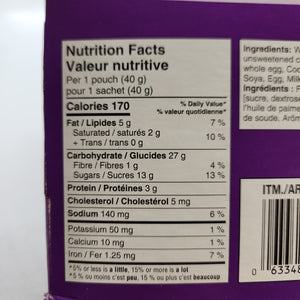 Nutrition Facts
Valeur nutritive
Per 1 pouch (40 g)
pour 1 sachet (40 g)
Calories 170
% Daily Value*
% valeur quotidienne*
Fat / Lipides 5 g 7 %
Saturated / saturés 2 g
+ Trans / trans 0 g 10 %
Carbohydrate / Glucides 27 g
Fibre / Fibres 1 g 4 %
Sugars / Sucres 13 g 13 %
Protein / Protéines 3 g
Cholesterol / Cholestérol 5 mg
Sodium 140 mg 6 %
Potassium 50 mg 1 %
Calcium 10 mg 1 %
Iron / Fer 1.25 mg 7 %
*5% or less is a little, 15% or more is a lot
*5 % ou moins c'est peu, 15 % ou plus c'est beaucoup
Ingredients: W
unsweetened c
whole egg, Coc
Soya, Egg, Milk
Ingrédients : F
[sucre, dextros
l'huile de palme
ITM./AR
0 63348